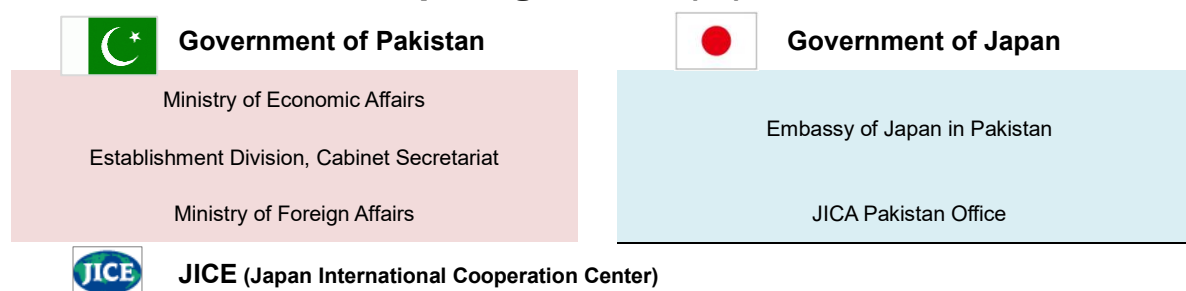 Government of Pakistan
Government of Japan
Ministry of Economic Affairs
Establishment Division, Cabinet Secretariat
Ministry of Foreign Affairs
Embassy of Japan in Pakistan
JICA Pakistan Office
JICE
JICE (Japan International Cooperation Center)